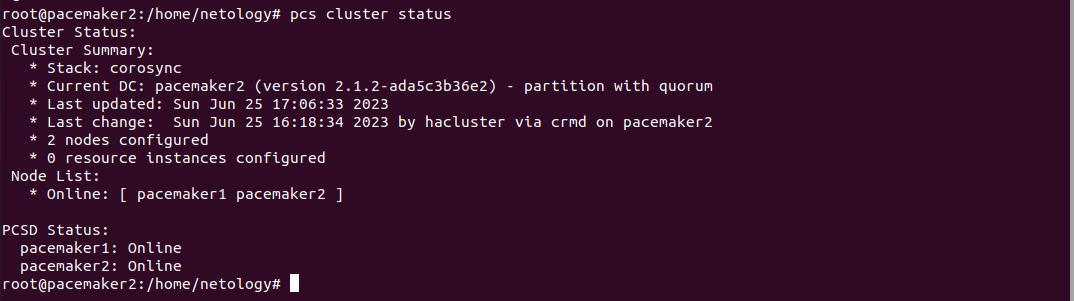 root@pacemaker2:/home/netology# pcs cluster status
Cluster Status:
 Cluster Summary:
   * Stack: corosync
   * Current DC: pacemaker2 (version 2.1.2-ada5c3b36e2) - partition with quorum
   * Last updated: Sun Jun 25 17:06:33 2023
   * Last change:  Sun Jun 25 16:18:34 2023 by hacluster via crmd on pacemaker2
   * 2 nodes configured
   * 0 resource instances configured
 Node List:
   * Online: [ pacemaker1 pacemaker2 ]

PCSD Status:
  pacemaker1: Online
  pacemaker2: Online
root@pacemaker2:/home/netology#